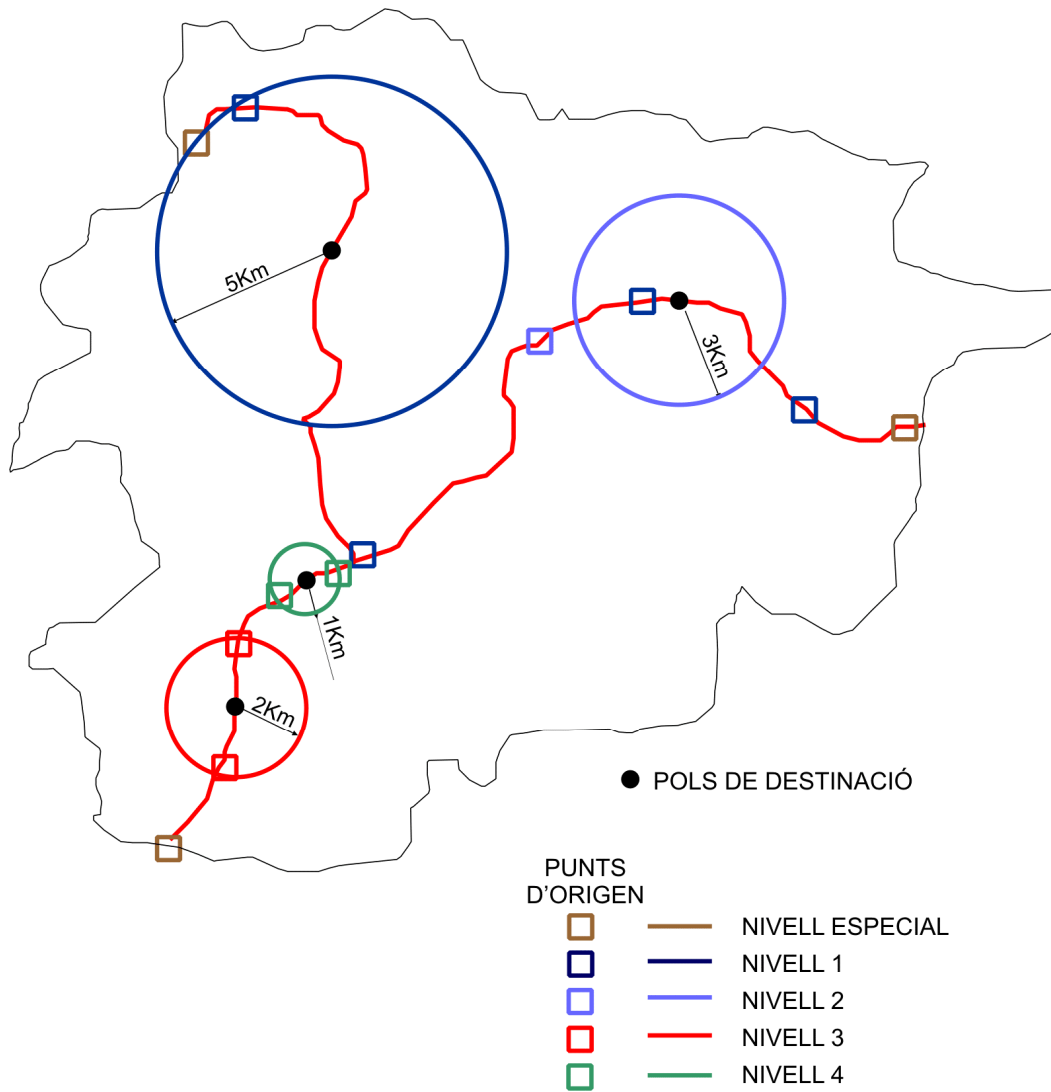 5Km
3Km
1Km
2Km
POLS DE DESTINACIÓ
PUNTS
D'ORIGEN
NIVELL ESPECIAL
NIVELL 1
NIVELL 2
NIVELL 3
NIVELL 4